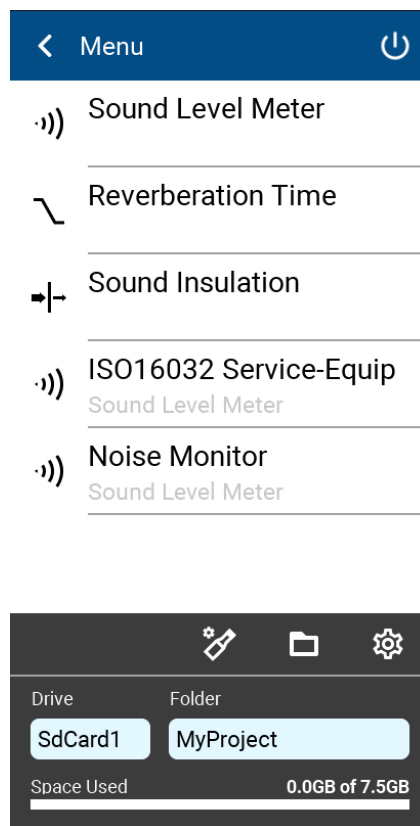 Menu
Sound Level Meter
Reverberation Time
Sound Insulation
ISO16032 Service-Equip
Sound Level Meter
Noise Monitor
Sound Level Meter
Drive Folder
SdCard1 MyProject
Space Used 0.0GB of 7.5GB